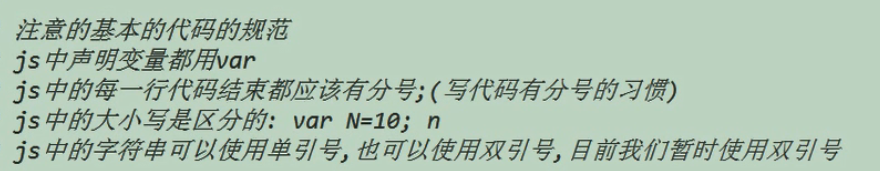 注意的基本的代码的规范
js中声明变量都用var
js中的每一行代码结束都应该有分号;(写代码有分号的习惯)
js中的大小写是区分的: var N=10; n
js中的字符串可以使用单引号,也可以使用双引号,目前我们暂时使用双引号